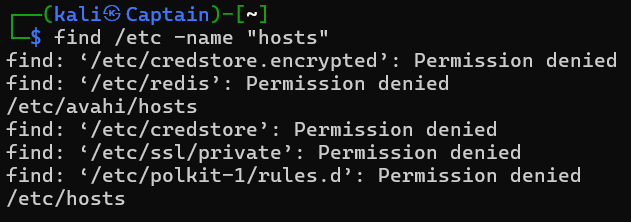 ┌──(kali㉿Captain)-[~]
└─$ find /etc -name "hosts"
find: ‘/etc/credstore.encrypted’: Permission denied
find: ‘/etc/redis’: Permission denied
/etc/avahi/hosts
find: ‘/etc/credstore’: Permission denied
find: ‘/etc/ssl/private’: Permission denied
find: ‘/etc/polkit-1/rules.d’: Permission denied
/etc/hosts